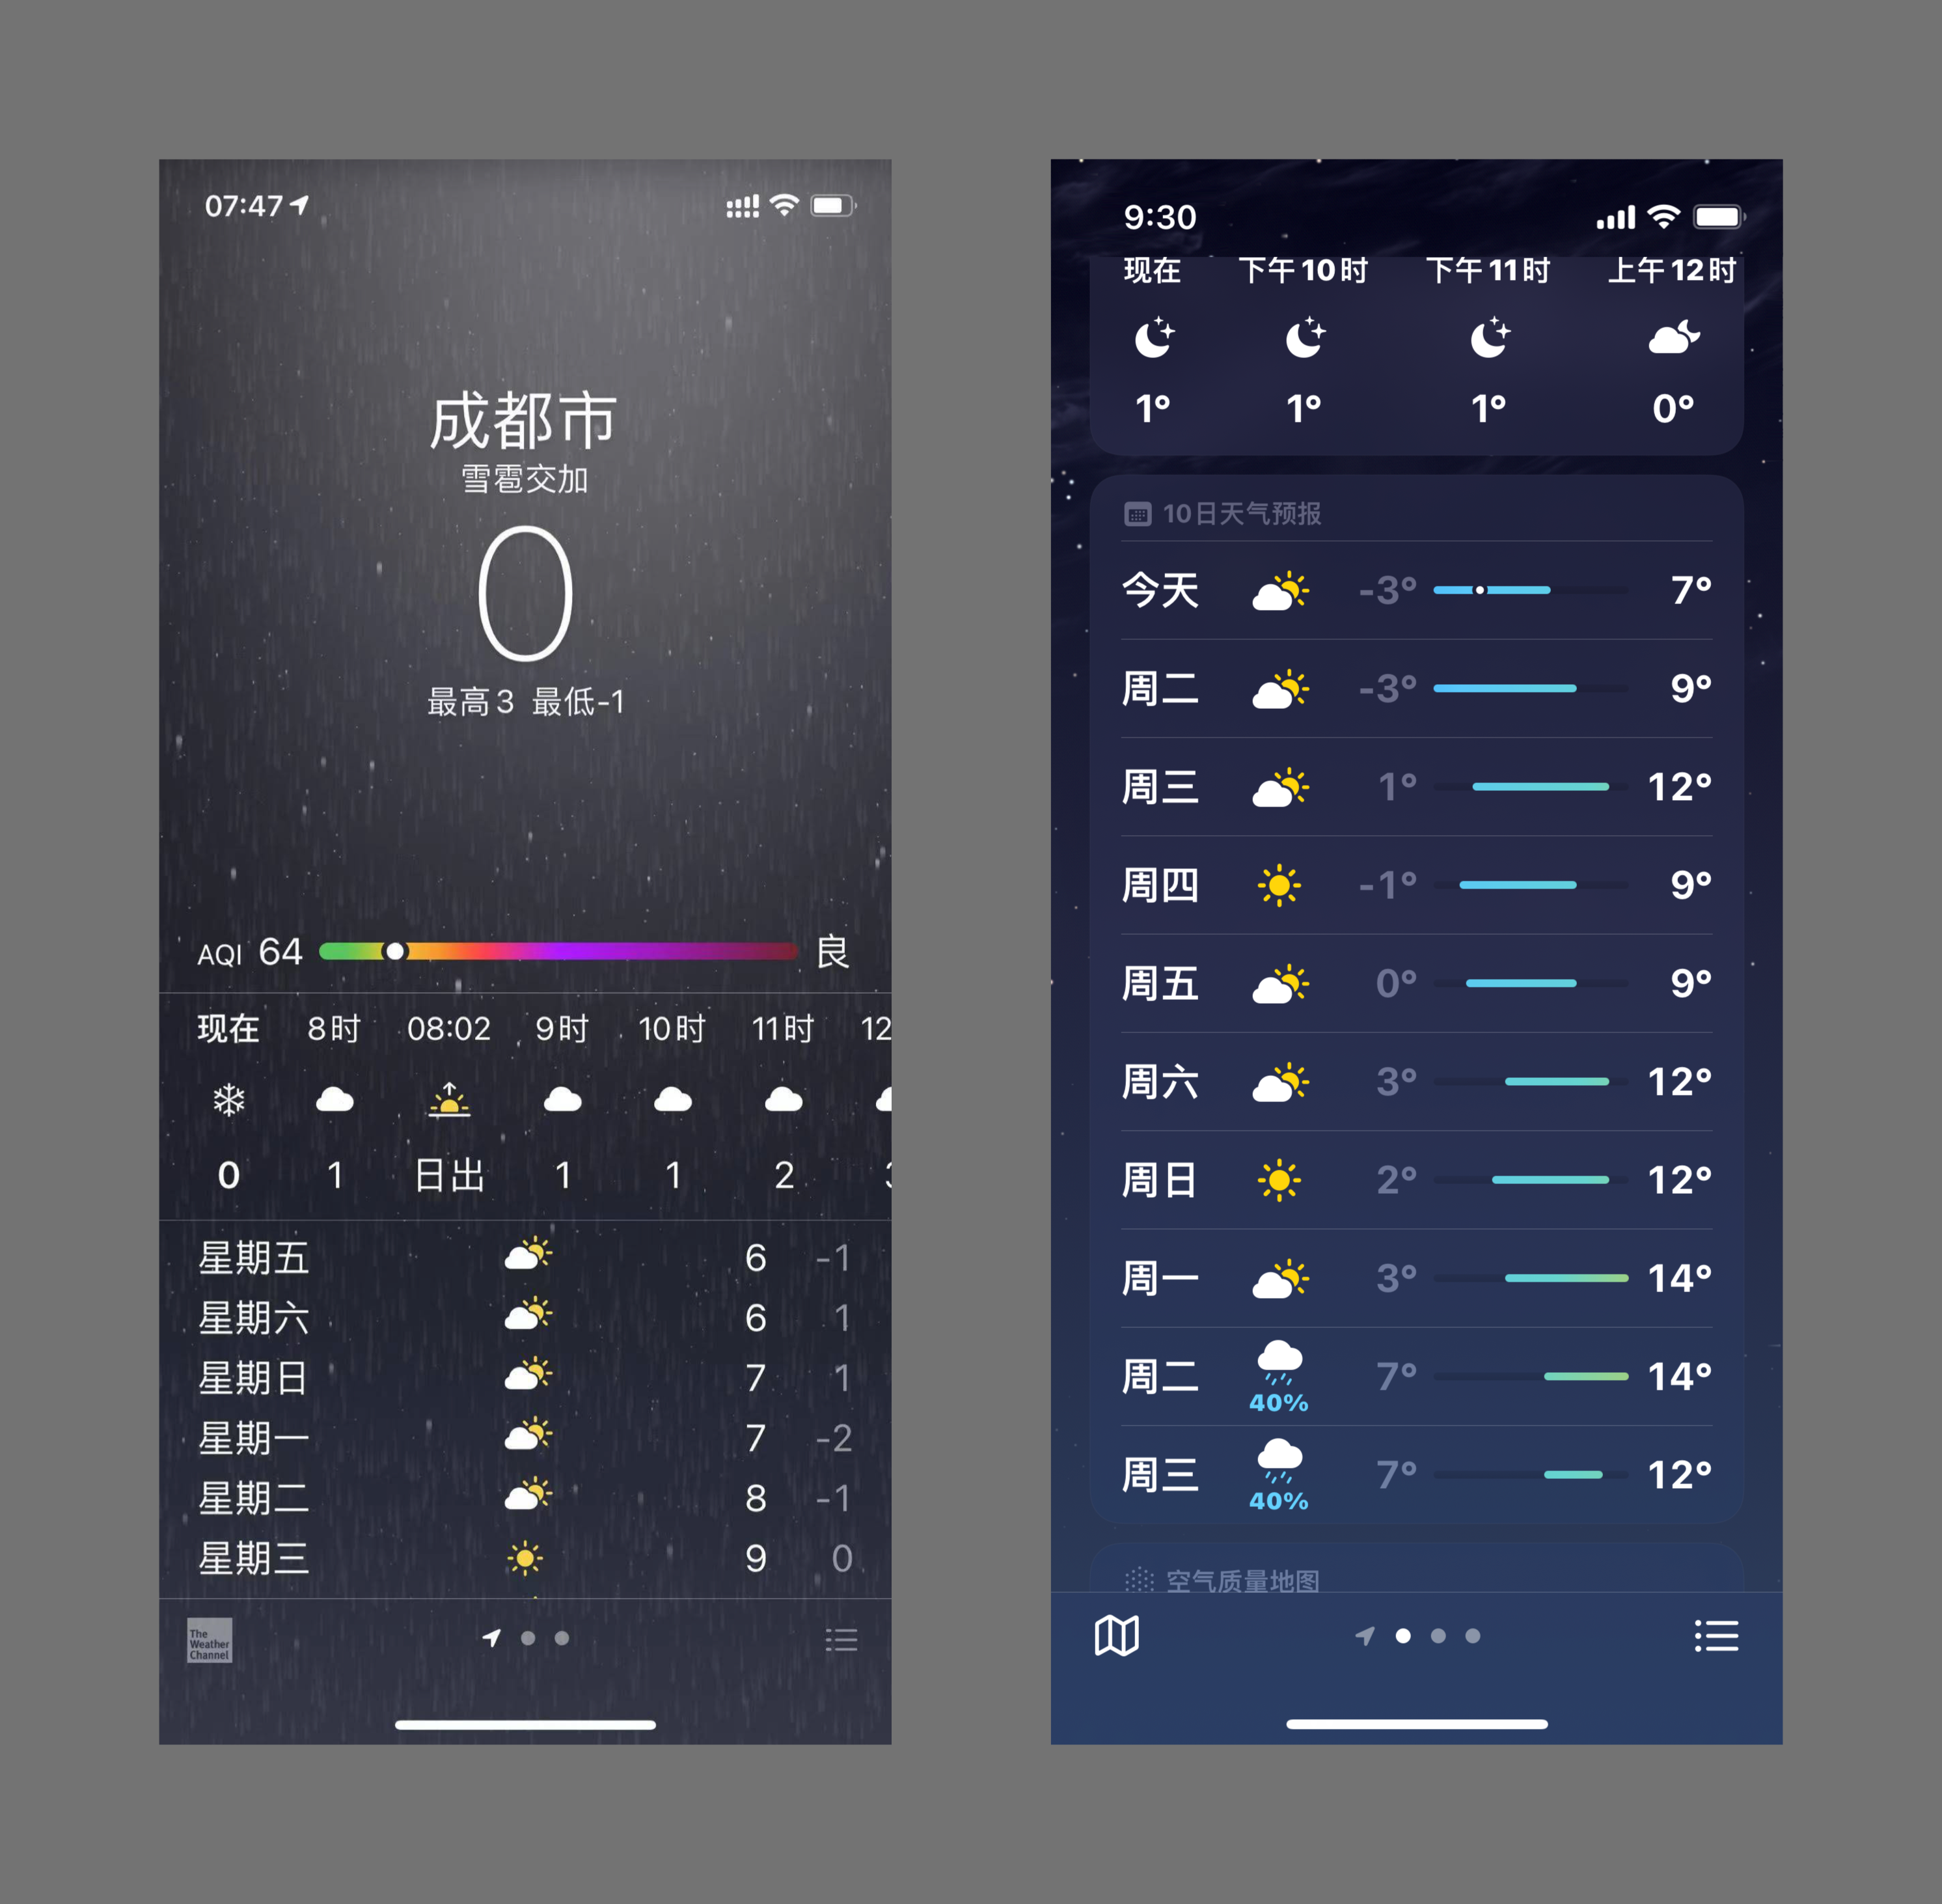 07:47
成都市
雪雹交加
0
最高3 最低-1
AQI 64 良
现在 8时 08:02 9时 10时 11时 12
0 1 日出 1 1 2
星期五 6 -1
星期六 6 1
星期日 7 1
星期一 7 -2
星期二 8 -1
星期三 9 0
The
Weather
Channel
9:30
现在 下午10时 下午11时 上午12时
1° 1° 1° 0°
10日天气预报
今天 -3° 7°
周二 -3° 9°
周三 1° 12°
周四 -1° 9°
周五 0° 9°
周六 3° 12°
周日 2° 12°
周一 3° 14°
周二 40% 7° 14°
周三 40% 7° 12°
空气质量地图